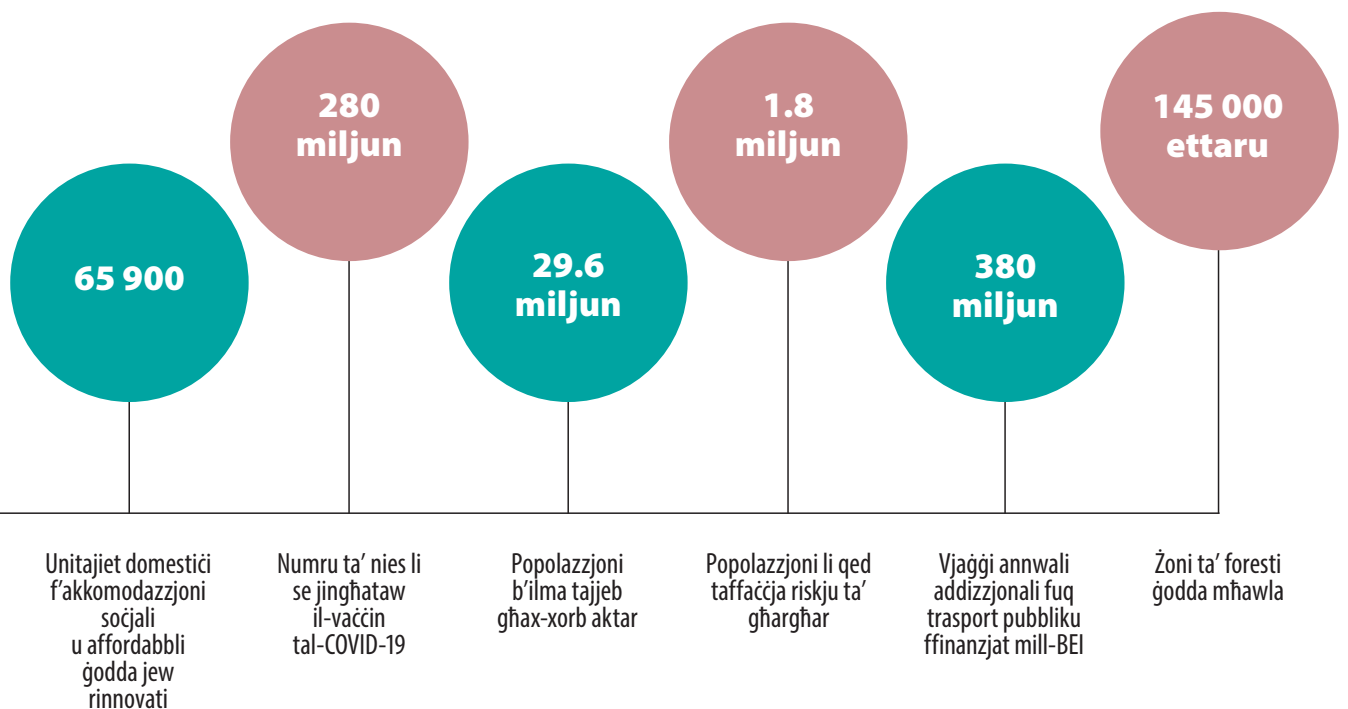 65 900
Unitajiet domestiċi
f’akkomodazzjoni
soċjali
u affordabbli
ġodda jew
rinnovati
280
miljun
Numru ta’ nies li
se jingħataw
il-vaċċin
tal-COVID-19
29.6
miljun
Popolazzjoni
b’ilma tajjeb
għax-xorb aktar
1.8
miljun
Popolazzjoni li qed
taffaċċja riskju ta’
għargħar
380
miljun
Vjaġġi annwali
addizzjonali fuq
trasport pubbliku
ffinanzjat mill-BEI
145 000
ettaru
Żoni ta’ foresti
ġodda mħawla